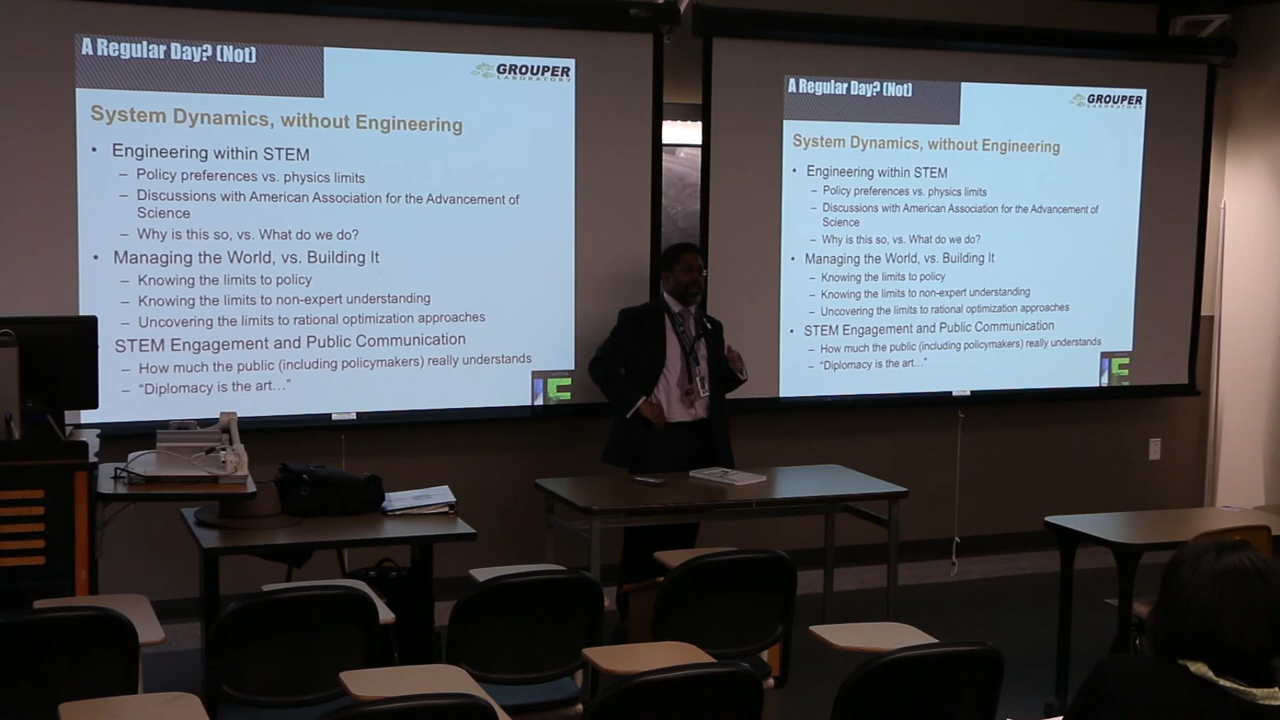 A Regular Day? (Not)
GROUPER
LABORATORY
System Dynamics, without Engineering
• Engineering within STEM
– Policy preferences vs. physics limits
– Discussions with American Association for the Advancement of
Science
– Why is this so, vs. What do we do?
• Managing the World, vs. Building It
– Knowing the limits to policy
– Knowing the limits to non-expert understanding
– Uncovering the limits to rational optimization approaches
• STEM Engagement and Public Communication
– How much the public (including policymakers) really understands
– “Diplomacy is the art…”
A Regular Day? (Not)
GROUPER
LABORATORY
System Dynamics, without Engineering
• Engineering within STEM
– Policy preferences vs. physics limits
– Discussions with American Association for the Advancement of
Science
– Why is this so, vs. What do we do?
• Managing the World, vs. Building It
– Knowing the limits to policy
– Knowing the limits to non-expert understanding
– Uncovering the limits to rational optimization approaches
• STEM Engagement and Public Communication
– How much the public (including policymakers) really understands
– “Diplomacy is the art…”